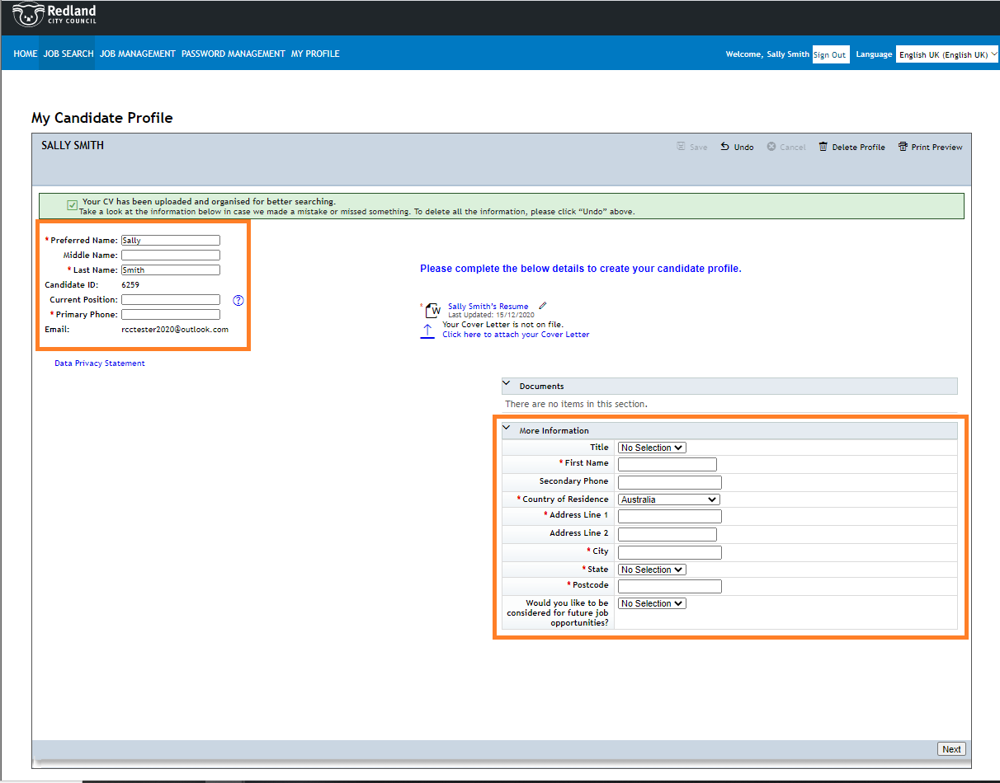 Redland
CITY COUNCIL
HOME JOB SEARCH JOB MANAGEMENT PASSWORD MANAGEMENT MY PROFILE
Welcome, Sally Smith Sign Out Language English UK (English UK)
My Candidate Profile
SALLY SMITH
Save Undo Cancel Delete Profile Print Preview
Your CV has been uploaded and organised for better searching.
Take a look at the information below in case we made a mistake or missed something. To delete all the information, please click “Undo” above.
* Preferred Name: Sally
Middle Name:
* Last Name: Smith
Candidate ID: 6259
Current Position: ?
* Primary Phone:
Email: rcctester2020@outlook.com
Data Privacy Statement
Please complete the below details to create your candidate profile.
* W Sally Smith's Resume
Last Updated: 15/12/2020
Your Cover Letter is not on file.
Click here to attach your Cover Letter
Documents
There are no items in this section.
More Information
Title No Selection
* First Name
Secondary Phone
* Country of Residence Australia
* Address Line 1
Address Line 2
* City
* State No Selection
* Postcode
Would you like to be No Selection
considered for future job
opportunities?
Next